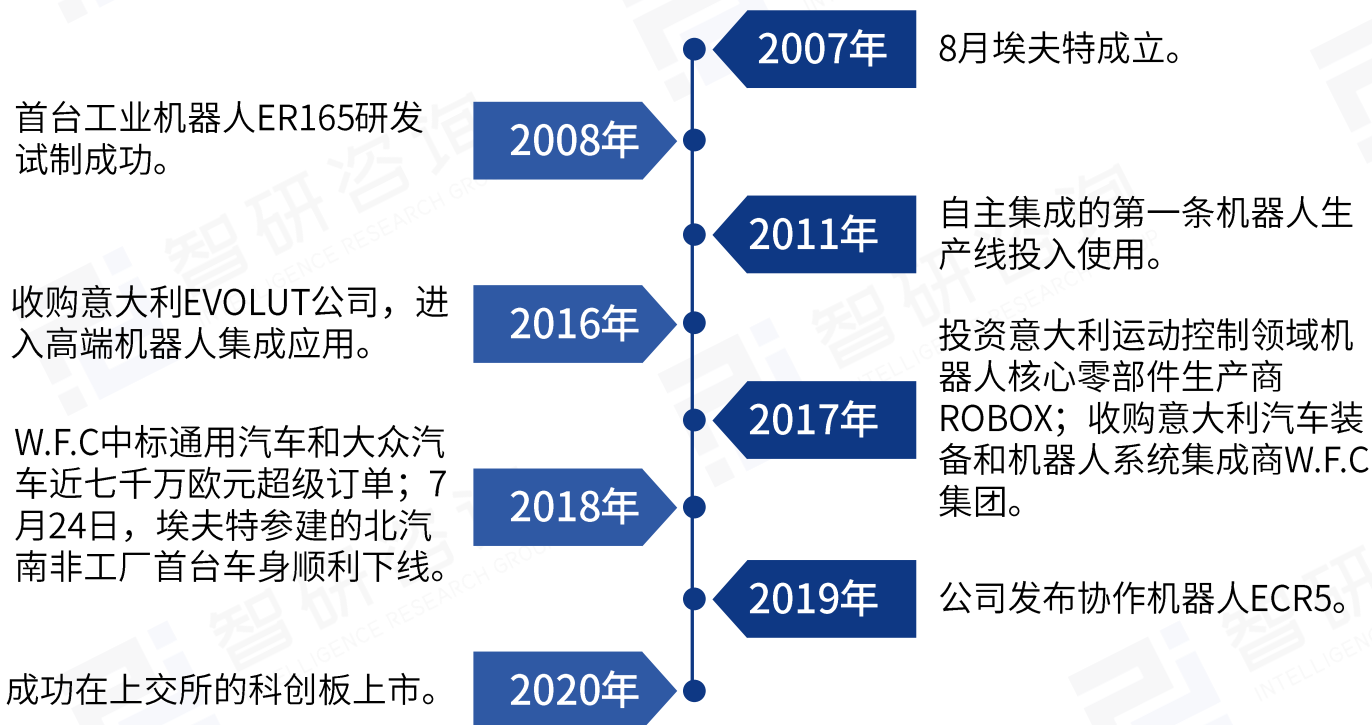 2007年
8月埃夫特成立。
2008年
首台工业机器人ER165研发
试制成功。
2011年
自主集成的第一条机器人生
产线投入使用。
2016年
收购意大利EVOLUT公司，进
入高端机器人集成应用。
2017年
投资意大利运动控制领域机
器人核心零部件生产商
ROBOX；收购意大利汽车装
备和机器人系统集成商W.F.C
集团。
2018年
W.F.C中标通用汽车和大众汽
车近七千万欧元超级订单；7
月24日，埃夫特参建的北汽
南非工厂首台车身顺利下线。
2019年
公司发布协作机器人ECR5。
2020年
成功在上交所的科创板上市。
智研咨询
INTELLIGENCE RESEARCH GROUP